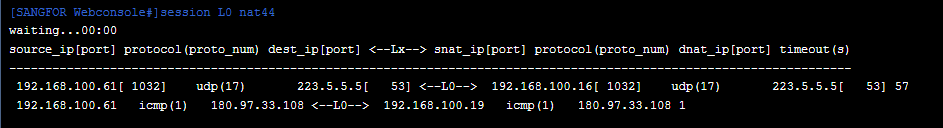 [SANGFOR Webconsole#]session L0 nat44
waiting...00:00
source_ip[port] protocol(proto_num) dest_ip[port] <--Lx--> snat_ip[port] protocol(proto_num) dnat_ip[port] timeout(s)
--------------------------------------------------------------------------------------------------------------------
192.168.100.61[ 1032] udp(17) 223.5.5.5[ 53] <--L0--> 192.168.100.16[ 1032] udp(17) 223.5.5.5[ 53] 57
192.168.100.61 icmp(1) 180.97.33.108 <--L0--> 192.168.100.19 icmp(1) 180.97.33.108 1